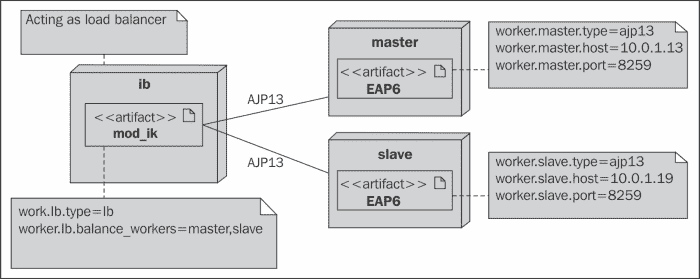 Acting as load balancer
ib
<<artifact>>
mod_ik
work.lb.type=lb
worker.lb.balance_workers=master,slave
AJP13
AJP13
master
<<artifact>>
EAP6
worker.master.type=ajp13
worker.master.host=10.0.1.13
worker.master.port=8259
slave
<<artifact>>
EAP6
worker.slave.type=ajp13
worker.slave.host=10.0.1.19
worker.slave.port=8259